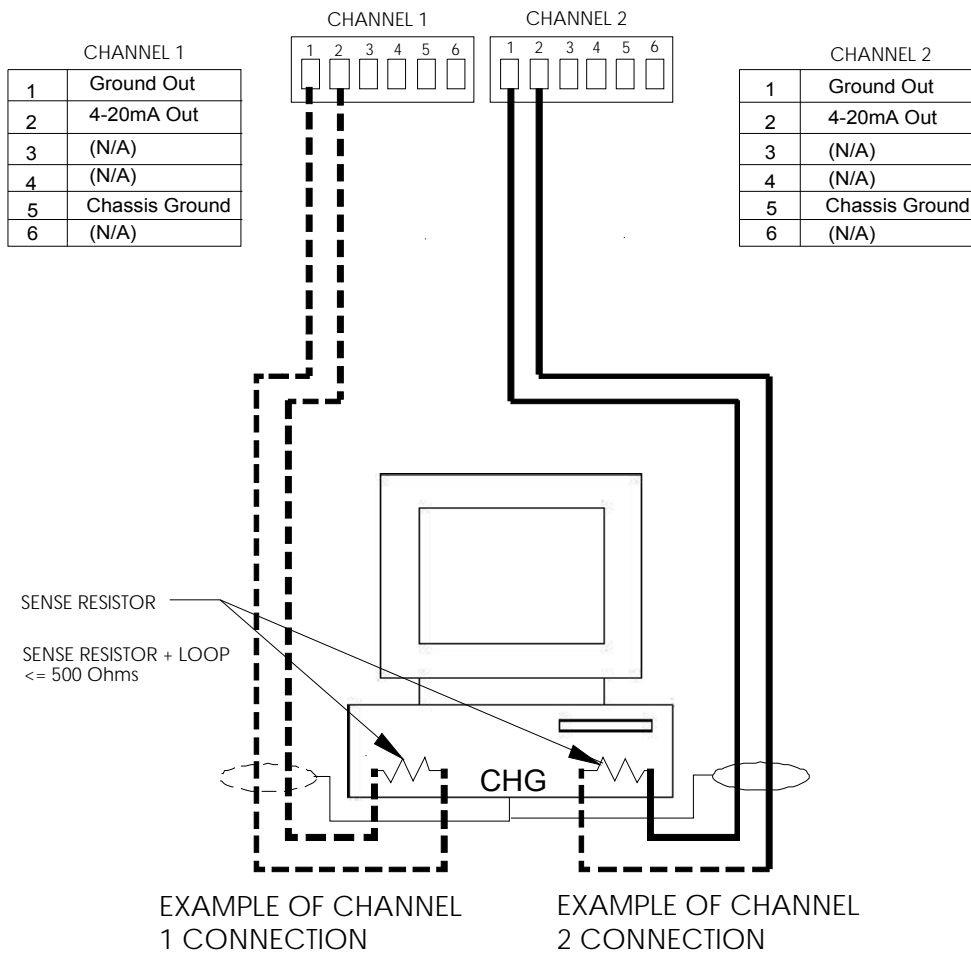 CHANNEL 1
1 2 3 4 5 6
CHANNEL 2
1 2 3 4 5 6
CHANNEL 1
1 Ground Out
2 4-20mA Out
3 (N/A)
4 (N/A)
5 Chassis Ground
6 (N/A)
CHANNEL 2
1 Ground Out
2 4-20mA Out
3 (N/A)
4 (N/A)
5 Chassis Ground
6 (N/A)
SENSE RESISTOR
SENSE RESISTOR + LOOP
<= 500 Ohms
CHG
EXAMPLE OF CHANNEL
1 CONNECTION
EXAMPLE OF CHANNEL
2 CONNECTION